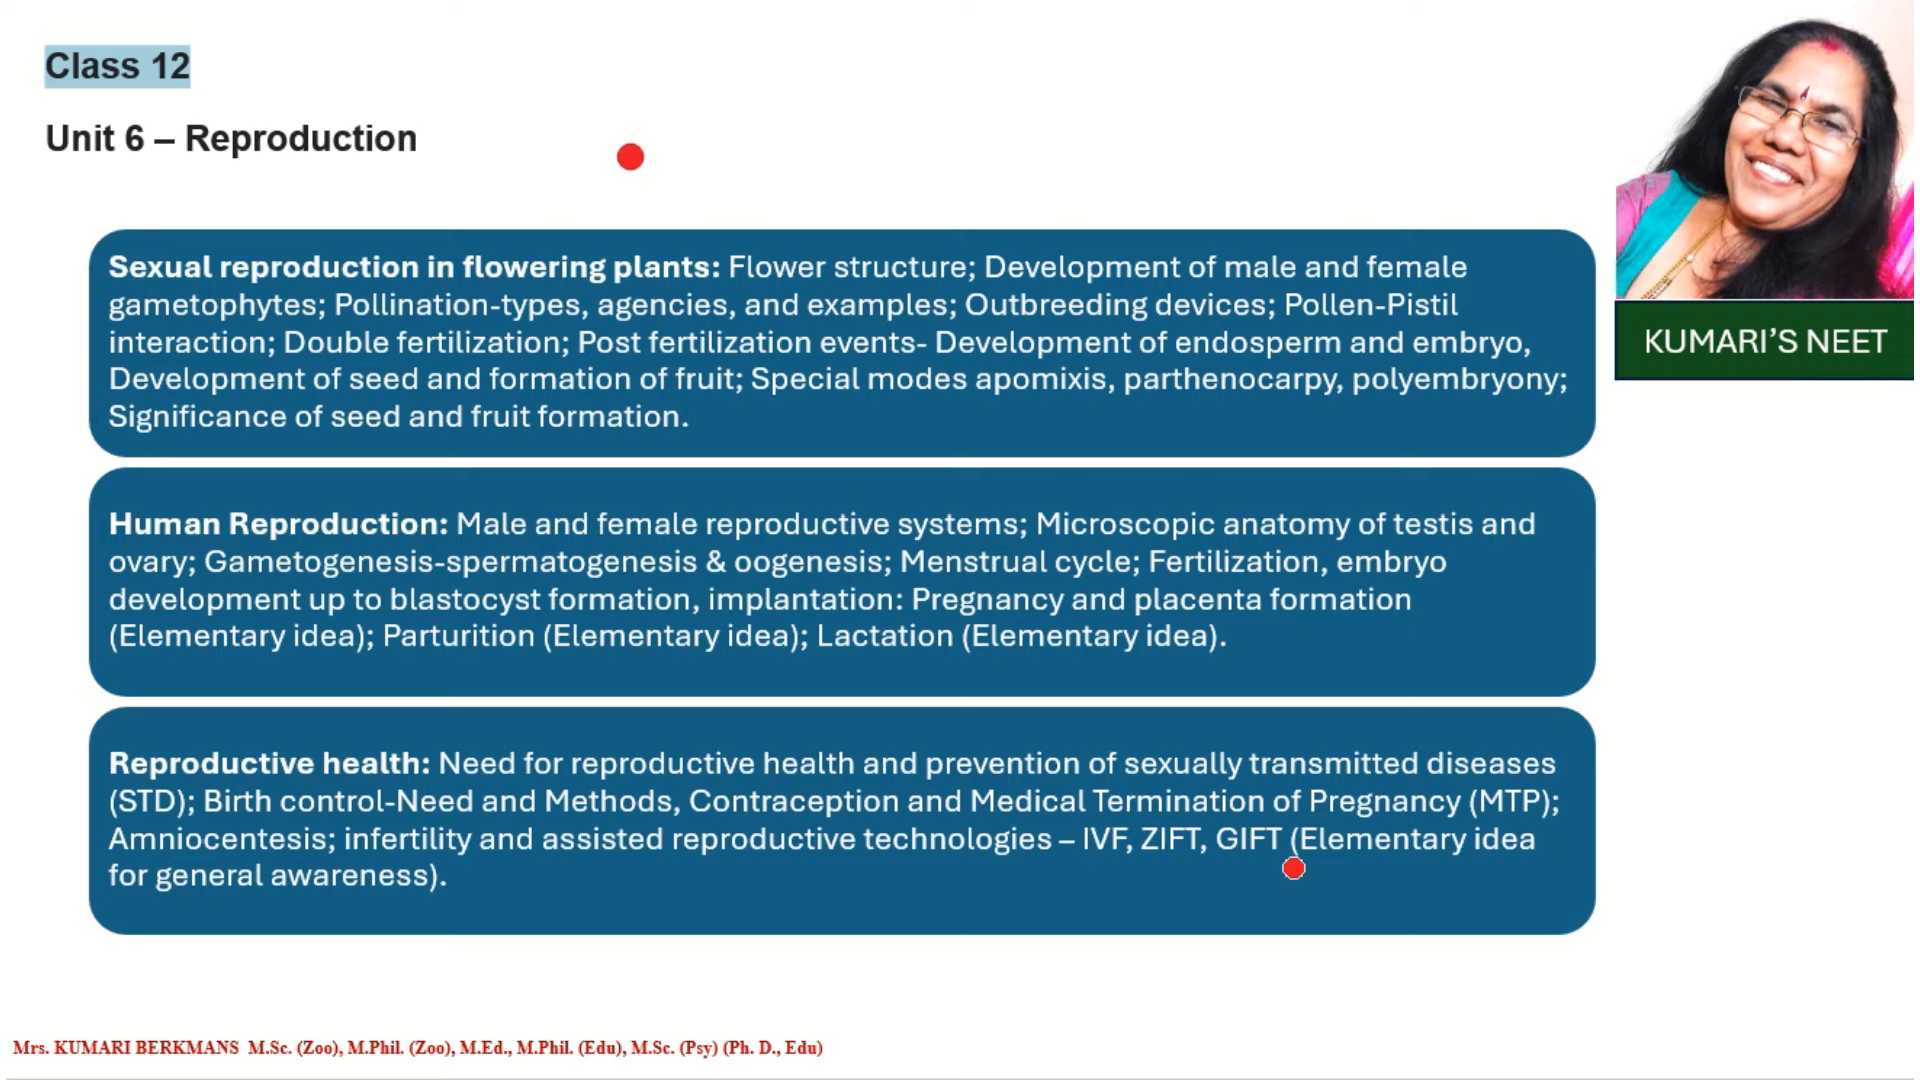 Class 12
Unit 6 – Reproduction
Sexual reproduction in flowering plants: Flower structure; Development of male and female
gametophytes; Pollination-types, agencies, and examples; Outbreeding devices; Pollen-Pistil
interaction; Double fertilization; Post fertilization events- Development of endosperm and embryo,
Development of seed and formation of fruit; Special modes apomixis, parthenocarpy, polyembryony;
Significance of seed and fruit formation.
KUMARI’S NEET
Human Reproduction: Male and female reproductive systems; Microscopic anatomy of testis and
ovary; Gametogenesis-spermatogenesis & oogenesis; Menstrual cycle; Fertilization, embryo
development up to blastocyst formation, implantation: Pregnancy and placenta formation
(Elementary idea); Parturition (Elementary idea); Lactation (Elementary idea).
Reproductive health: Need for reproductive health and prevention of sexually transmitted diseases
(STD); Birth control-Need and Methods, Contraception and Medical Termination of Pregnancy (MTP);
Amniocentesis; infertility and assisted reproductive technologies – IVF, ZIFT, GIFT (Elementary idea
for general awareness).
Mrs. KUMARI BERKMANS M.Sc. (Zoo), M.Phil. (Zoo), M.Ed., M.Phil. (Edu), M.Sc. (Psy) (Ph. D., Edu)